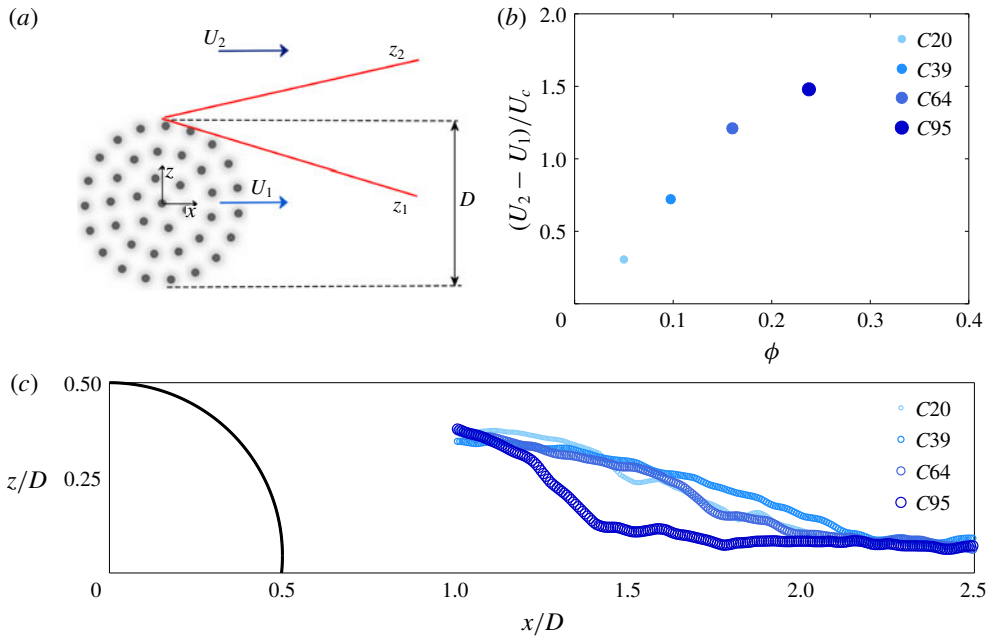 (a)
U₂
z₂
z
x
U₁
z₁
D
(b)
(U₂ − U₁)/U_c
2.0
1.5
1.0
0.5
0
0.1
0.2
0.3
0.4
ϕ
C20
C39
C64
C95
(c)
0.50
z/D
0.25
0
0.5
1.0
1.5
2.0
2.5
x/D
C20
C39
C64
C95